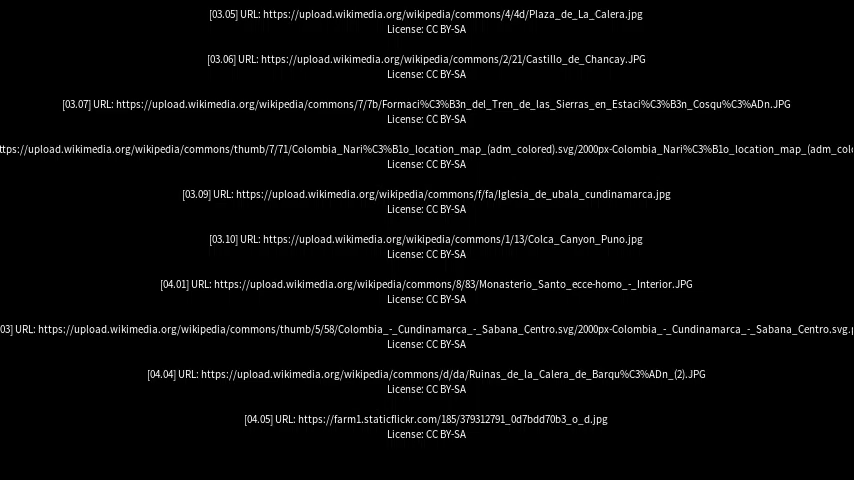 [03.05] URL: https://upload.wikimedia.org/wikipedia/commons/4/4d/Plaza_de_La_Calera.jpg
License: CC BY-SA
[03.06] URL: https://upload.wikimedia.org/wikipedia/commons/2/21/Castillo_de_Chancay.JPG
License: CC BY-SA
[03.07] URL: https://upload.wikimedia.org/wikipedia/commons/7/7b/Formaci%C3%B3n_del_Tren_de_las_Sierras_en_Estaci%C3%B3n_Cosqu%C3%ADn.JPG
License: CC BY-SA
ttps://upload.wikimedia.org/wikipedia/commons/thumb/7/71/Colombia_Nari%C3%B1o_location_map_(adm_colored).svg/2000px-Colombia_Nari%C3%B1o_location_map_(adm_colo
License: CC BY-SA
[03.09] URL: https://upload.wikimedia.org/wikipedia/commons/f/fa/Iglesia_de_ubala_cundinamarca.jpg
License: CC BY-SA
[03.10] URL: https://upload.wikimedia.org/wikipedia/commons/1/13/Colca_Canyon_Puno.jpg
License: CC BY-SA
[04.01] URL: https://upload.wikimedia.org/wikipedia/commons/8/83/Monasterio_Santo_ecce-homo_-_Interior.JPG
License: CC BY-SA
03] URL: https://upload.wikimedia.org/wikipedia/commons/thumb/5/58/Colombia_-_Cundinamarca_-_Sabana_Centro.svg/2000px-Colombia_-_Cundinamarca_-_Sabana_Centro.svg.p
License: CC BY-SA
[04.04] URL: https://upload.wikimedia.org/wikipedia/commons/d/da/Ruinas_de_la_Calera_de_Barqu%C3%ADn_(2).JPG
License: CC BY-SA
[04.05] URL: https://farm1.staticflickr.com/185/379312791_0d7bdd70b3_o_d.jpg
License: CC BY-SA